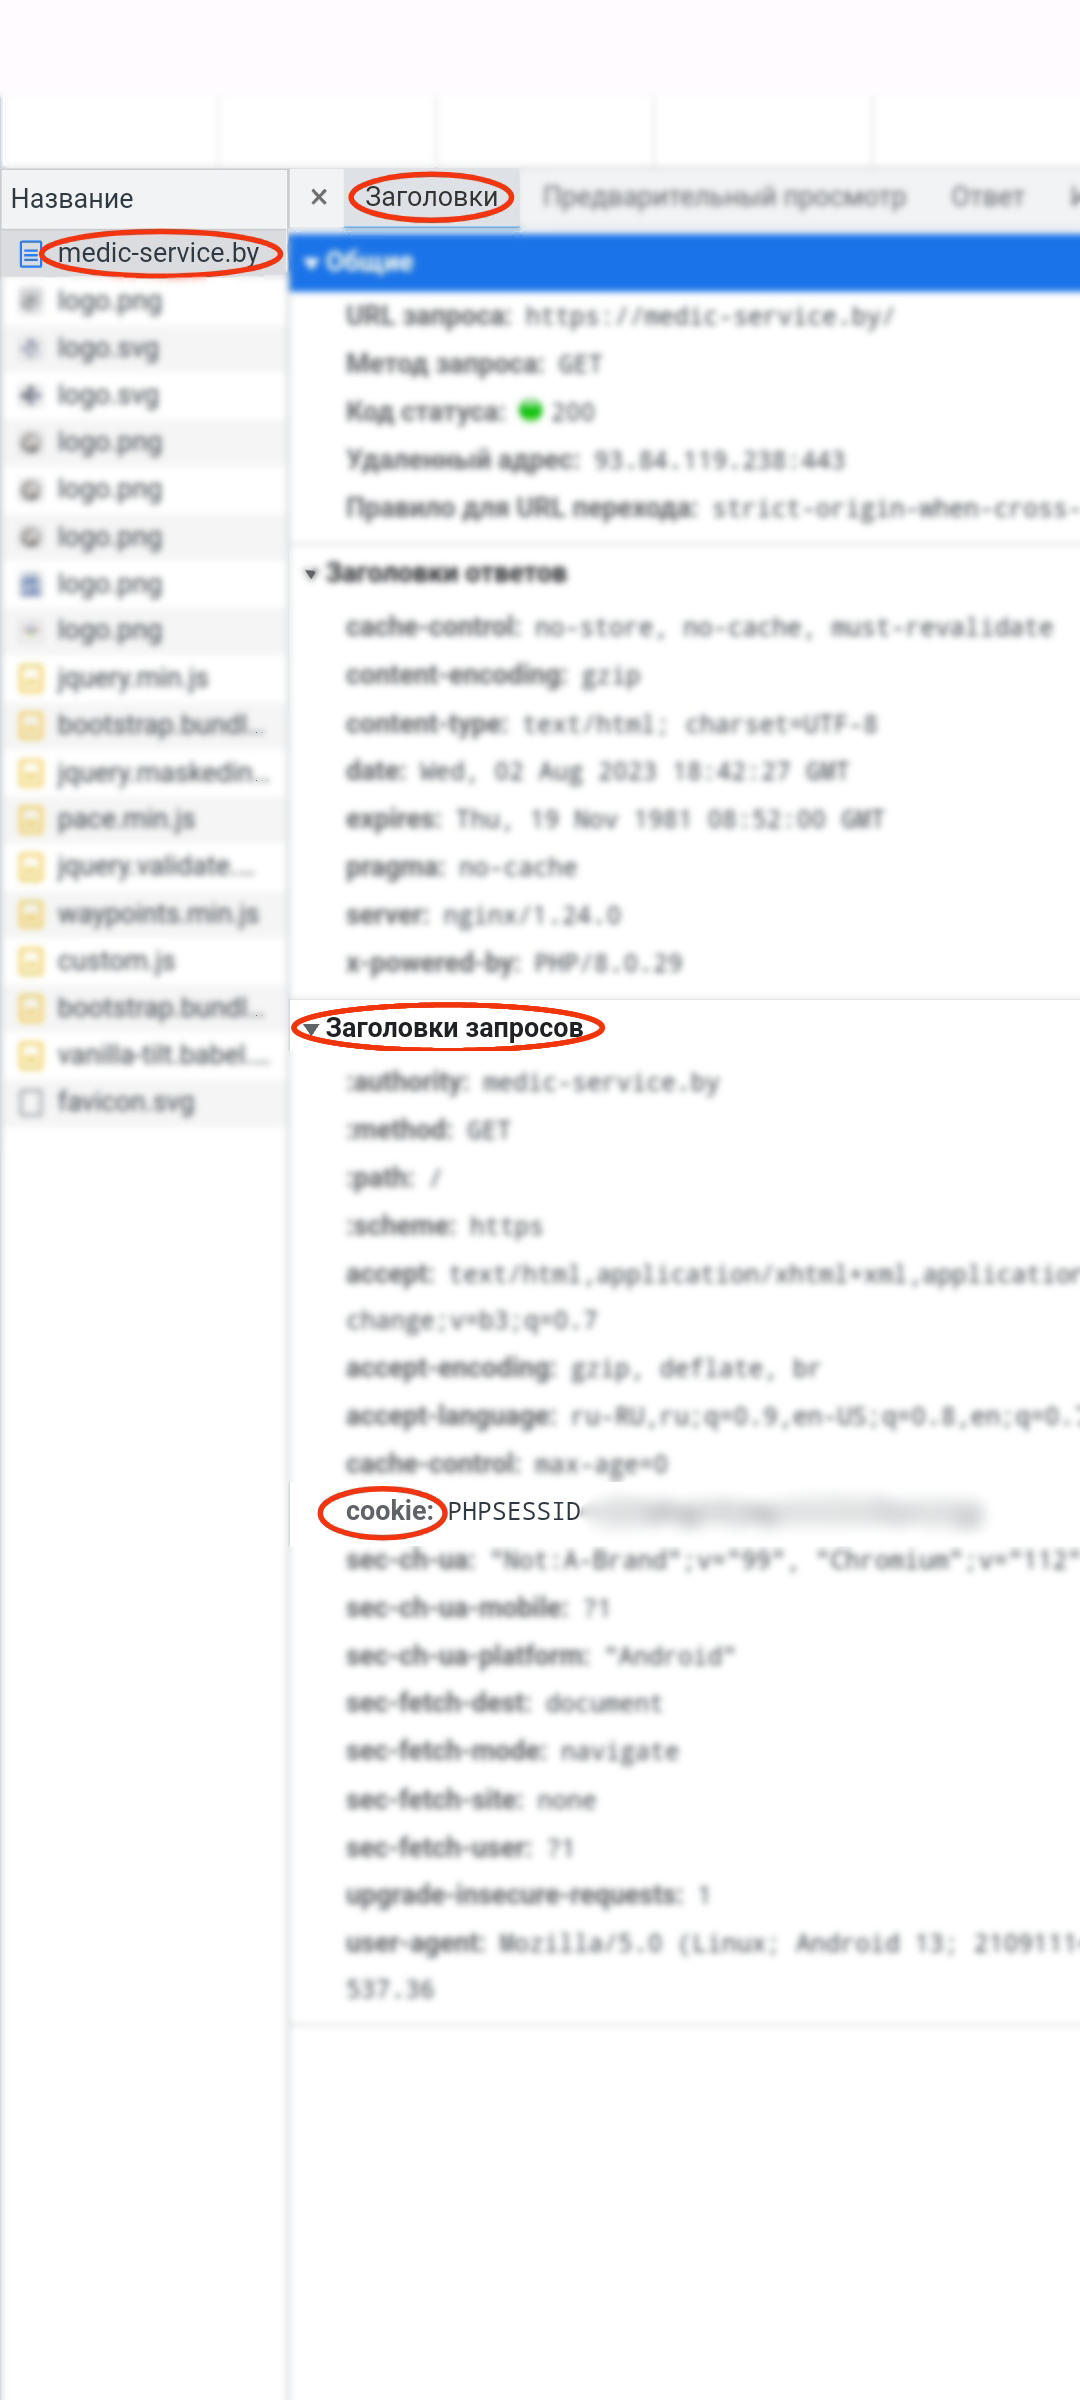 Название
Заголовки
Предварительный просмотр
Ответ
medic-service.by
logo.png
logo.svg
logo.svg
logo.png
logo.png
logo.png
logo.png
logo.png
jquery.min.js
bootstrap.bundl...
jquery.maskedin...
pace.min.js
jquery.validate....
waypoints.min.js
custom.js
bootstrap.bundl...
vanilla-tilt.babel....
favicon.svg
Общие
URL запроса: https://medic-service.by/
Метод запроса: GET
Код статуса: 200
Удаленный адрес: 93.84.119.238:443
Правило для URL перехода: strict-origin-when-cross-
Заголовки ответов
cache-control: no-store, no-cache, must-revalidate
content-encoding: gzip
content-type: text/html; charset=UTF-8
date: Wed, 02 Aug 2023 18:42:27 GMT
expires: Thu, 19 Nov 1981 08:52:00 GMT
pragma: no-cache
server: nginx/1.24.0
x-powered-by: PHP/8.0.29
Заголовки запросов
:authority: medic-service.by
:method: GET
:path: /
:scheme: https
accept: text/html,application/xhtml+xml,application
change;v=b3;q=0.7
accept-encoding: gzip, deflate, br
accept-language: ru-RU,ru;q=0.9,en-US;q=0.8,en;q=0.7
cache-control: max-age=0
cookie: PHPSESSID
sec-ch-ua: "Not:A-Brand";v="99", "Chromium";v="112"
sec-ch-ua-mobile: ?1
sec-ch-ua-platform: "Android"
sec-fetch-dest: document
sec-fetch-mode: navigate
sec-fetch-site: none
sec-fetch-user: ?1
upgrade-insecure-requests: 1
user-agent: Mozilla/5.0 (Linux; Android 13; 2109111
537.36